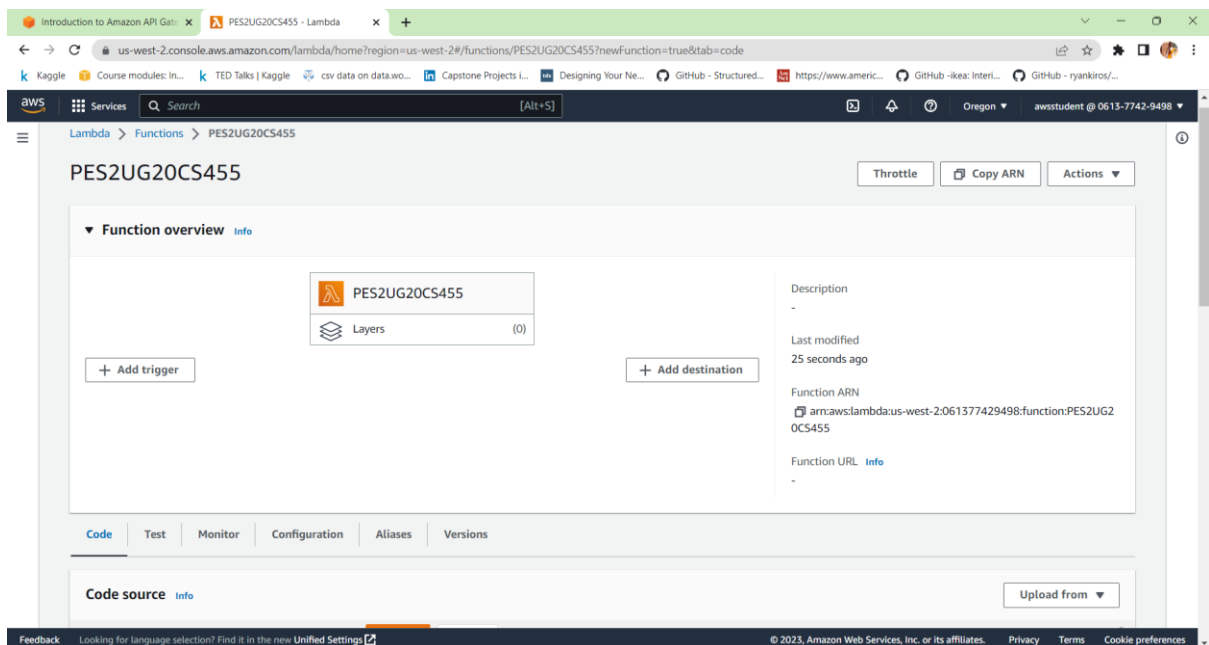 Introduction to Amazon API Gat
PES2UG20CS455 - Lambda
us-west-2.console.aws.amazon.com/lambda/home?region=us-west-2#/functions/PES2UG20CS455?newFunction=true&tab=code
Kaggle Course modules: In... TED Talks | Kaggle csv data on data.wo... Capstone Projects i... Designing Your Ne... GitHub - Structured... https://www.americ... GitHub -ikea: Interi... GitHub - ryankiros/...
aws Services Search [Alt+S] Oregon awsstudent @ 0613-7742-9498
Lambda > Functions > PES2UG20CS455
PES2UG20CS455
Throttle Copy ARN Actions
Function overview Info
PES2UG20CS455
Layers (0)
+ Add trigger
+ Add destination
Description
-
Last modified
25 seconds ago
Function ARN
arn:aws:lambda:us-west-2:061377429498:function:PES2UG2
0CS455
Function URL Info
-
Code Test Monitor Configuration Aliases Versions
Code source Info
Upload from
Feedback Looking for language selection? Find it in the new Unified Settings © 2023, Amazon Web Services, Inc. or its affiliates. Privacy Terms Cookie preferences